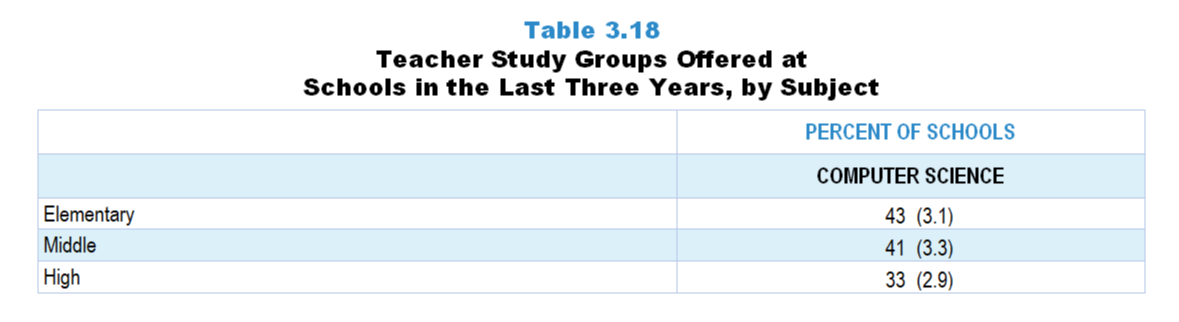 Table 3.18
Teacher Study Groups Offered at
Schools in the Last Three Years, by Subject
PERCENT OF SCHOOLS
COMPUTER SCIENCE
Elementary 43 (3.1)
Middle 41 (3.3)
High 33 (2.9)